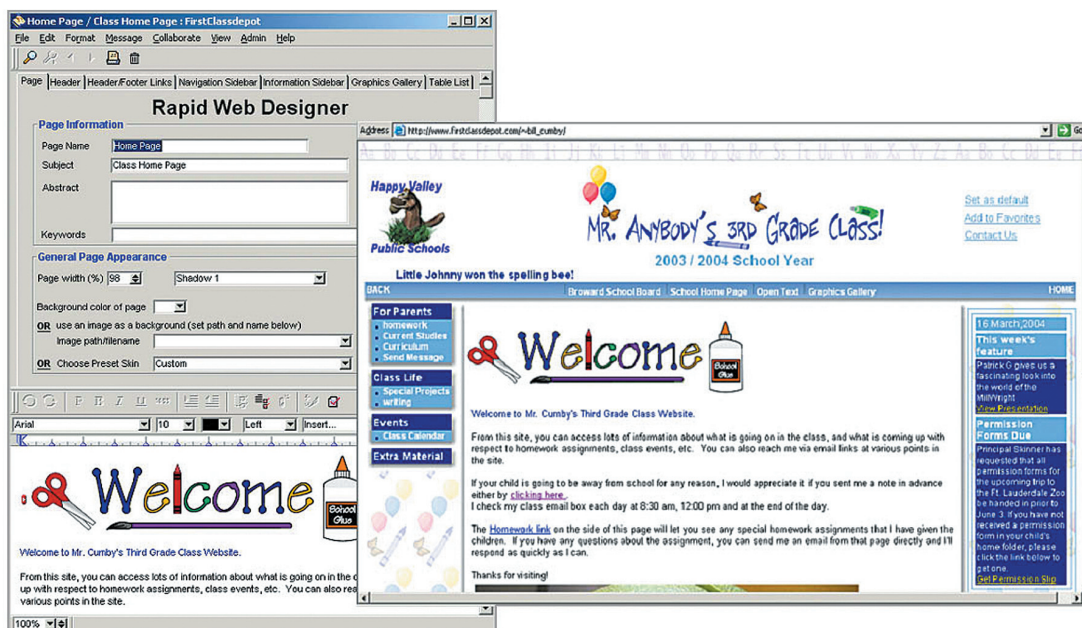 Home Page / Class Home Page : FirstClassdepot
File Edit Format Message Collaborate View Admin Help
Page Header Header/Footer Links Navigation Sidebar Information Sidebar Graphics Gallery Table List
Rapid Web Designer
Page Information
Page Name Home Page
Subject Class Home Page
Abstract
Keywords
General Page Appearance
Page width (%) 98 Shadow 1
Background color of page
OR use an image as a background (set path and name below)
Image path/filename
OR Choose Preset Skin Custom
F B I U
Arial 10 Left Insert...
Welcome
School
Glue
Welcome to Mr. Cumby's Third Grade Class Website.
From this site, you can access lots of information about what is going on in the c
up with respect to homework assignments, class events, etc. You can also rea
various points in the site.
100%
Address http://www.firstclassdepot.com/~bill_cumby/ Go
Happy Valley
Public Schools
Mr. Anybody's 3rd Grade Class!
2003 / 2004 School Year
Set as default
Add to Favorites
Contact Us
Little Johnny won the spelling bee!
BACK Broward School Board School Home Page Open Text Graphics Gallery HOME
For Parents
homework
Current Studies
Curriculum
Send Message
Class Life
Special Projects
writing
Events
Class Calendar
Extra Material
Welcome
School
Glue
Welcome to Mr. Cumby's Third Grade Class Website.
From this site, you can access lots of information about what is going on in the class, and what is coming up with
respect to homework assignments, class events, etc. You can also reach me via email links at various points in
the site.
If your child is going to be away from school for any reason, I would appreciate it if you sent me a note in advance
either by clicking here.
I check my class email box each day at 8:30 am, 12:00 pm and at the end of the day.
The Homework link on the side of this page will let you see any special homework assignments that I have given the
children. If you have any questions about the assignment, you can send me an email from that page directly and I'll
respond as quickly as I can.
Thanks for visiting!
16 March,2004
This week's
feature
Patrick G gives us a
fascinating look into
the world of the
MillWright
View Presentation
Permission
Forms Due
Principal Skinner has
requested that all
permission forms for
the upcoming trip to
the Ft. Lauderdale Zoo
be handed in prior to
June 3. If you have not
received a permission
form in your child's
home folder, please
click the link below to
get one.
Get Permission Slip